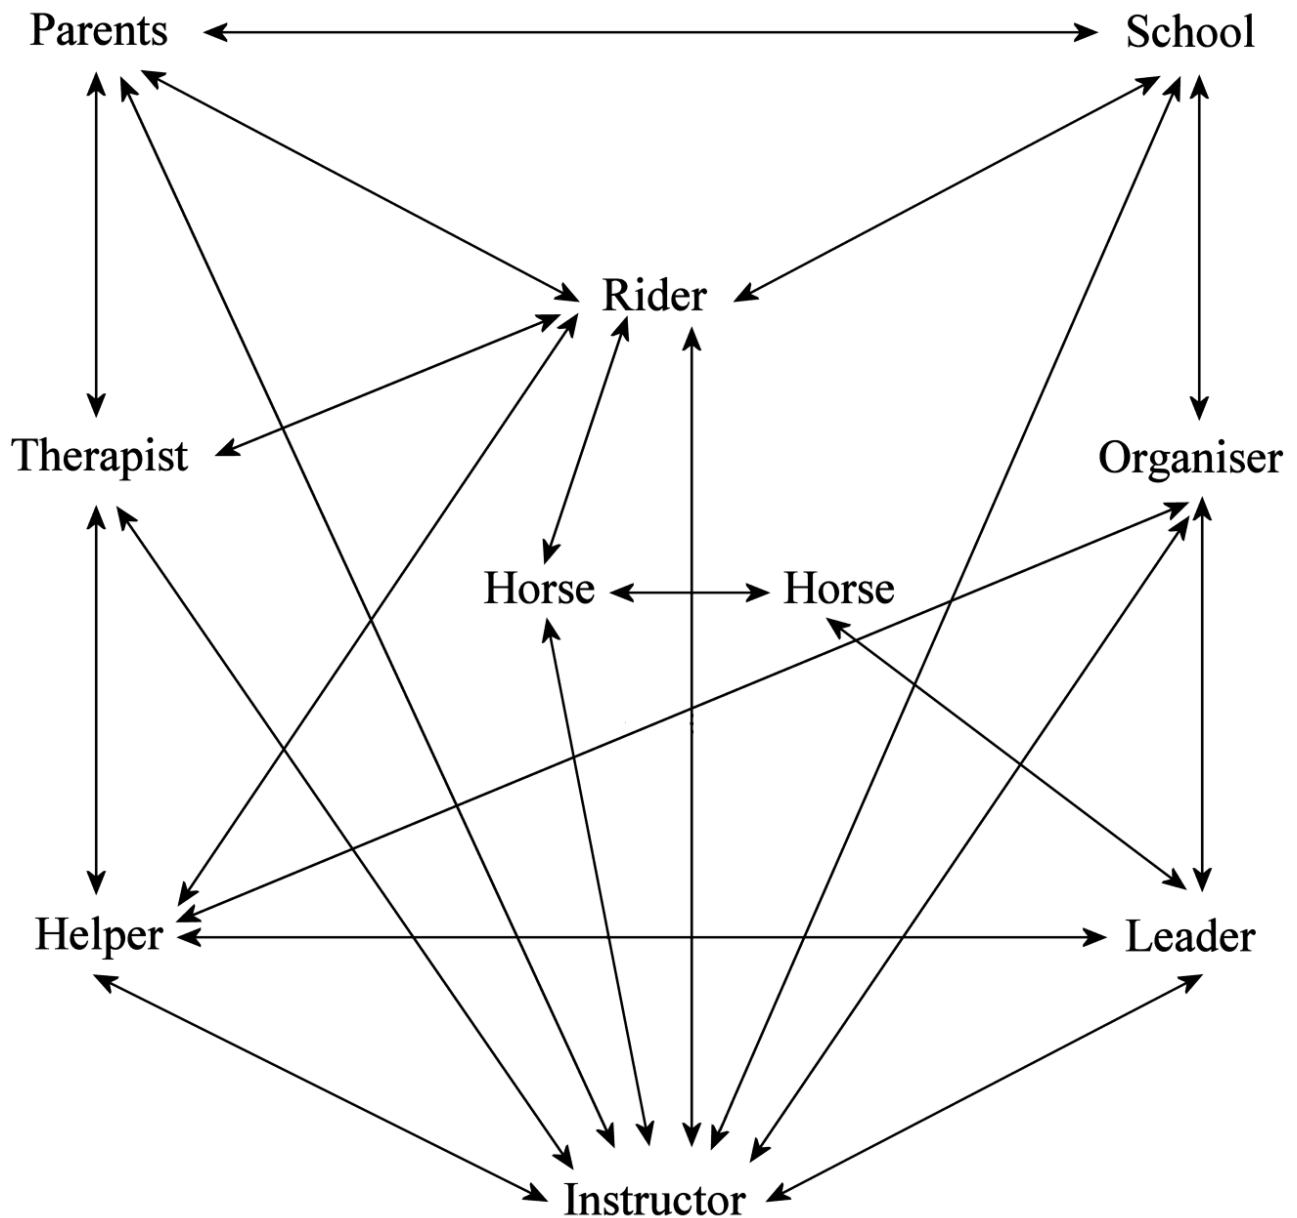 Parents
School
Rider
Therapist
Organiser
Horse
Horse
Helper
Leader
Instructor